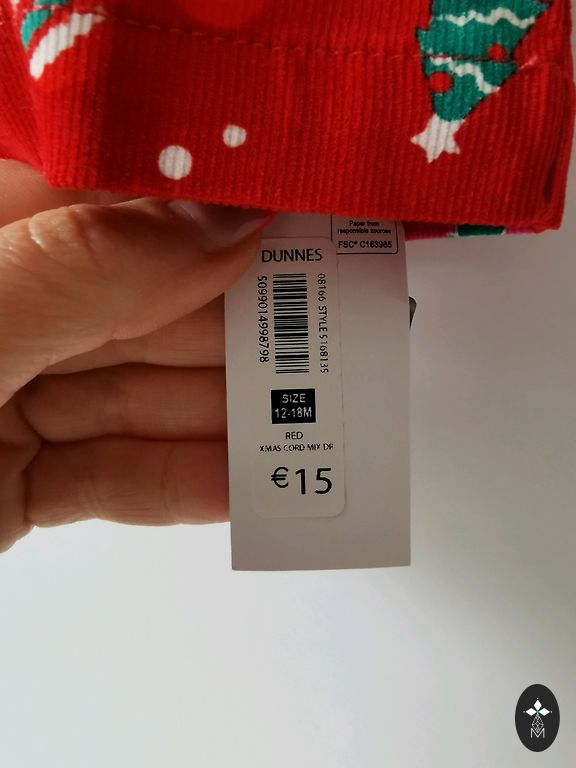 Paper from
responsible sources
FSC® C163985
DUNNES
5099014998798
08166 STYLE 5168135
SIZE
12-18M
RED
XMAS CORD MIX DR
€15
M